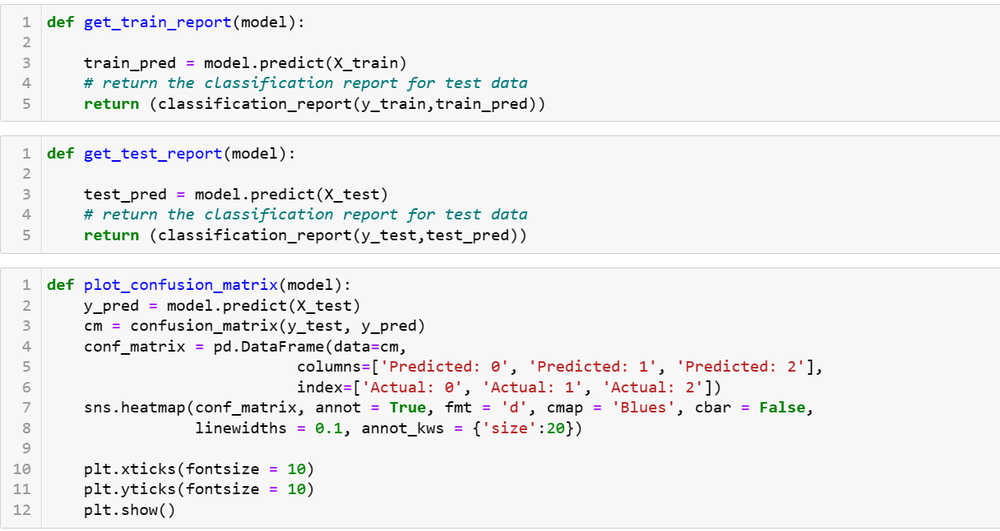 1 def get_train_report(model):
2
3     train_pred = model.predict(X_train)
4     # return the classification report for test data
5     return (classification_report(y_train,train_pred))
1 def get_test_report(model):
2
3     test_pred = model.predict(X_test)
4     # return the classification report for test data
5     return (classification_report(y_test,test_pred))
1 def plot_confusion_matrix(model):
2     y_pred = model.predict(X_test)
3     cm = confusion_matrix(y_test, y_pred)
4     conf_matrix = pd.DataFrame(data=cm,
5                            columns=['Predicted: 0', 'Predicted: 1', 'Predicted: 2'],
6                            index=['Actual: 0', 'Actual: 1', 'Actual: 2'])
7     sns.heatmap(conf_matrix, annot = True, fmt = 'd', cmap = 'Blues', cbar = False,
8                 linewidths = 0.1, annot_kws = {'size':20})
9
10     plt.xticks(fontsize = 10)
11     plt.yticks(fontsize = 10)
12     plt.show()